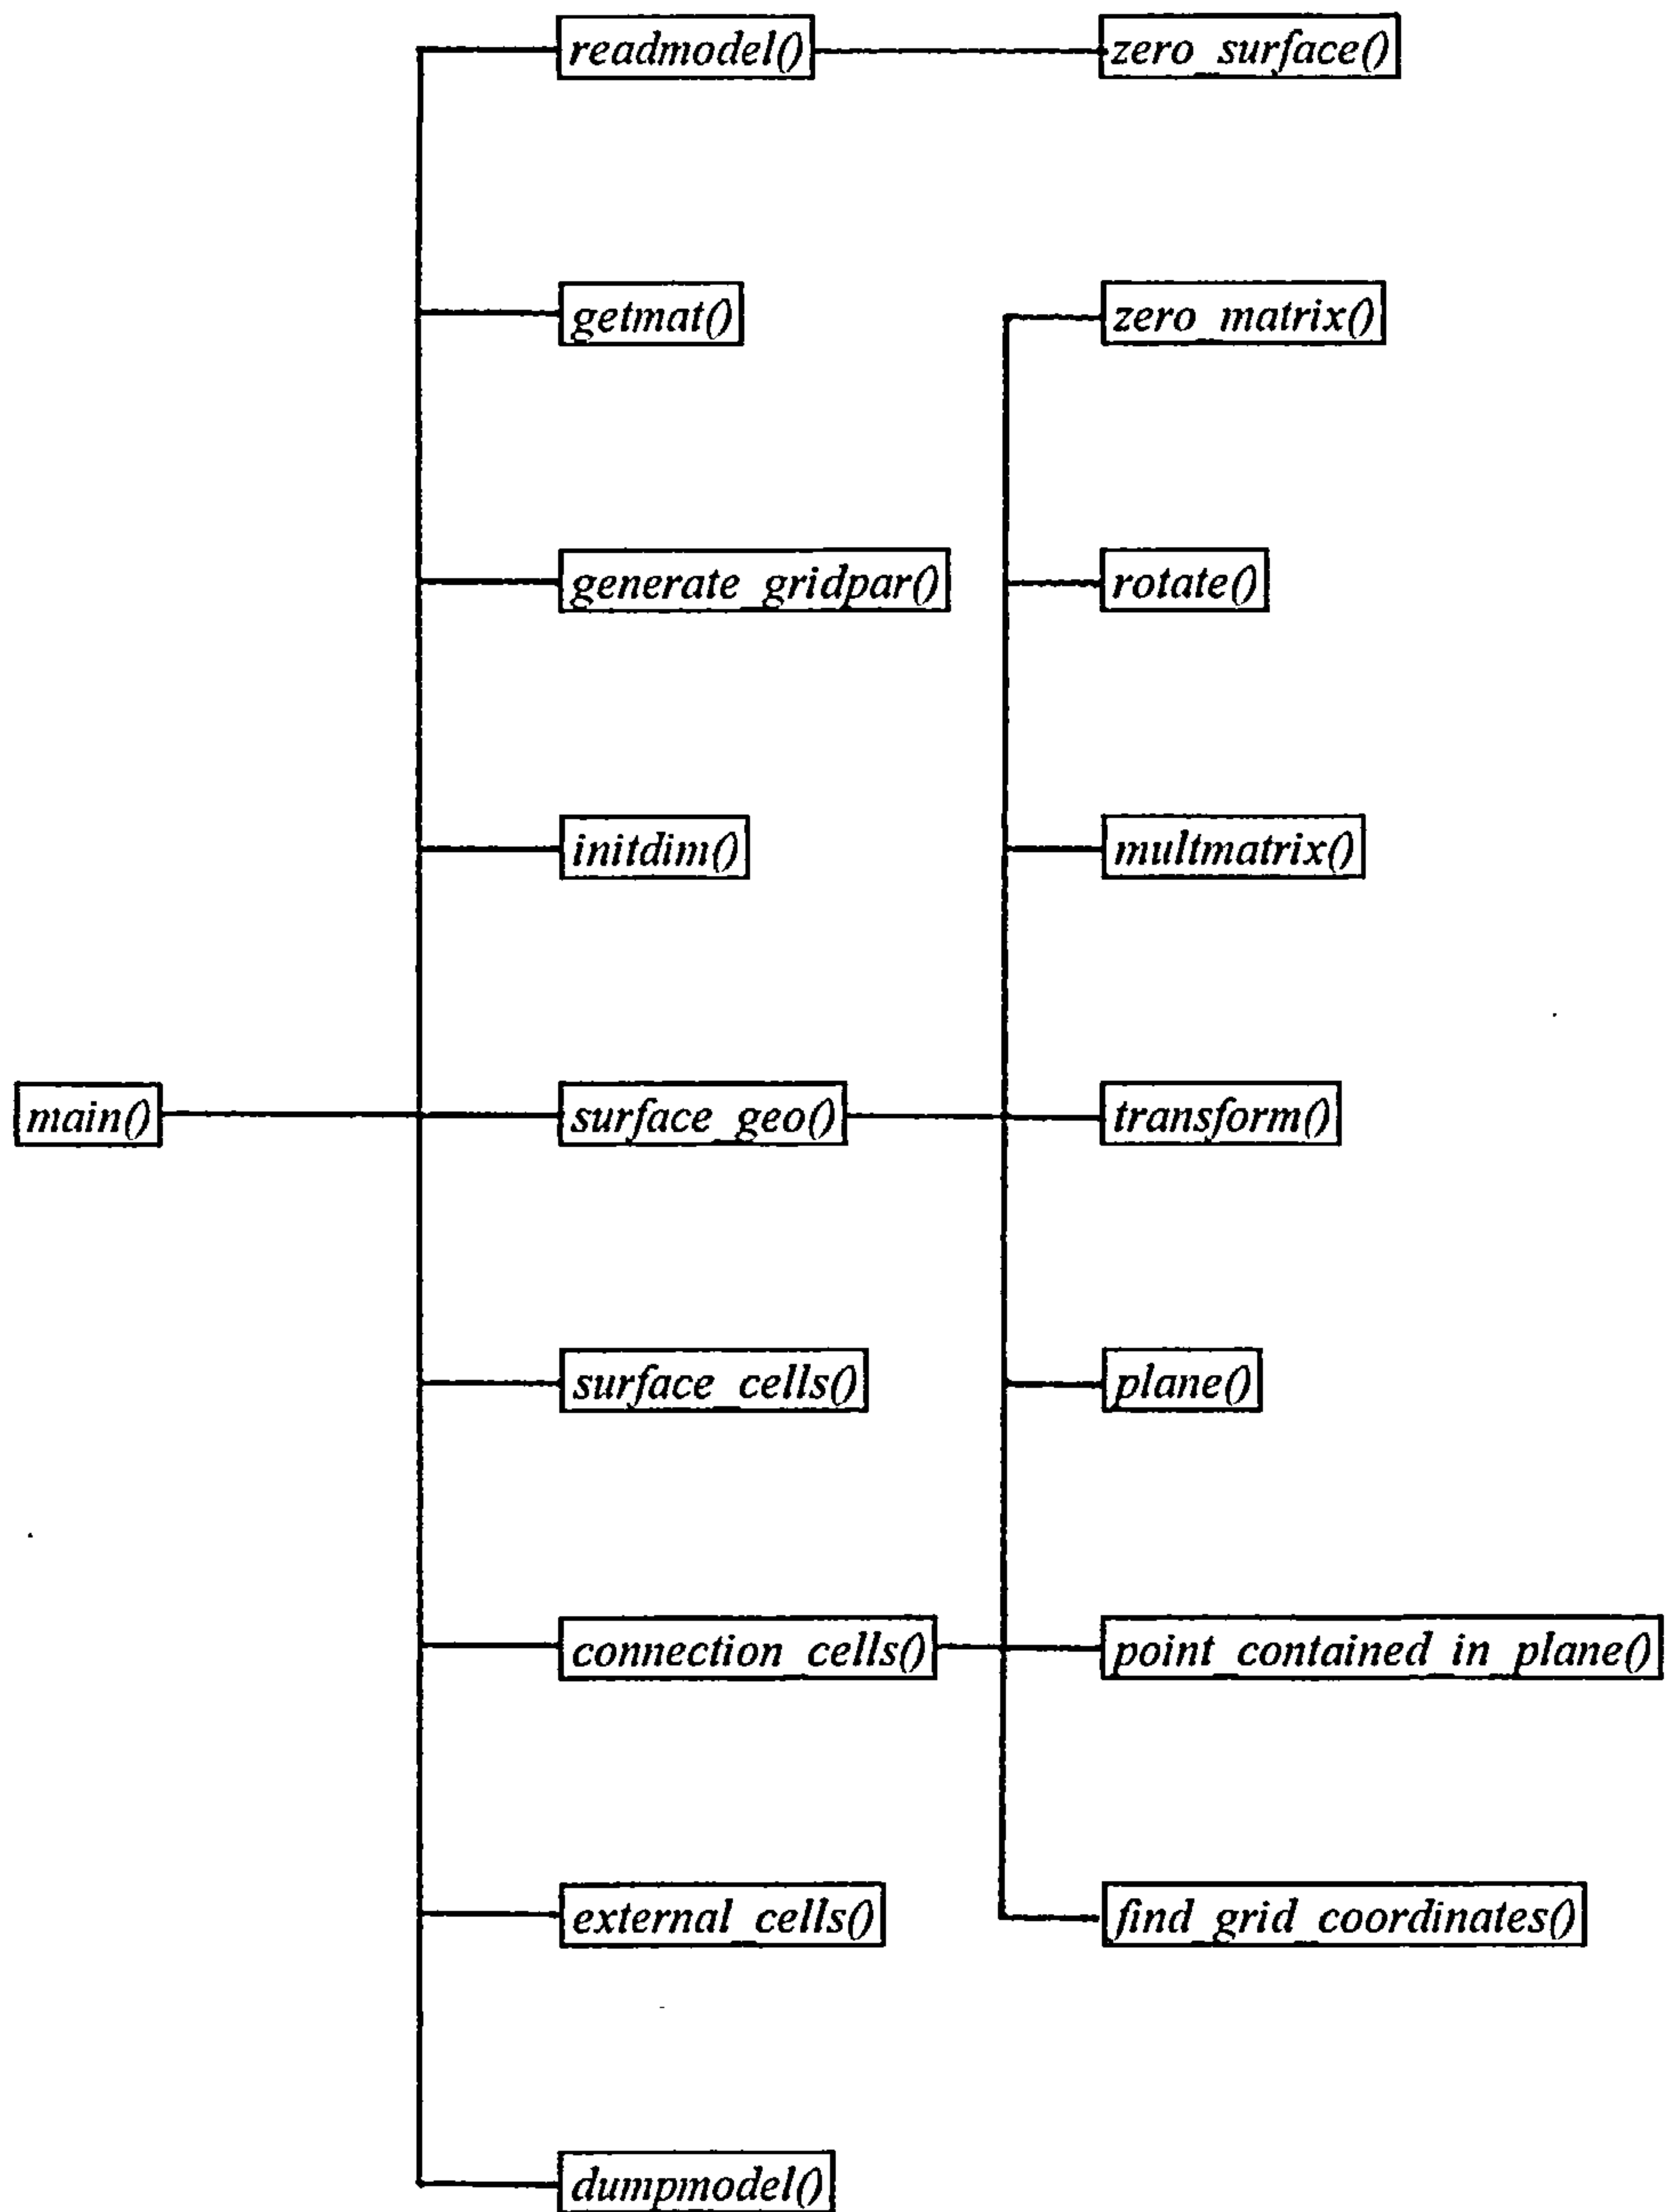 readmodel()
zero_surface()
getmat()
zero_matrix()
generate_gridpar()
rotate()
initdim()
multmatrix()
main()
surface_geo()
transform()
surface_cells()
plane()
connection_cells()
point_contained_in_plane()
external_cells()
find_grid_coordinates()
dumpmodel()